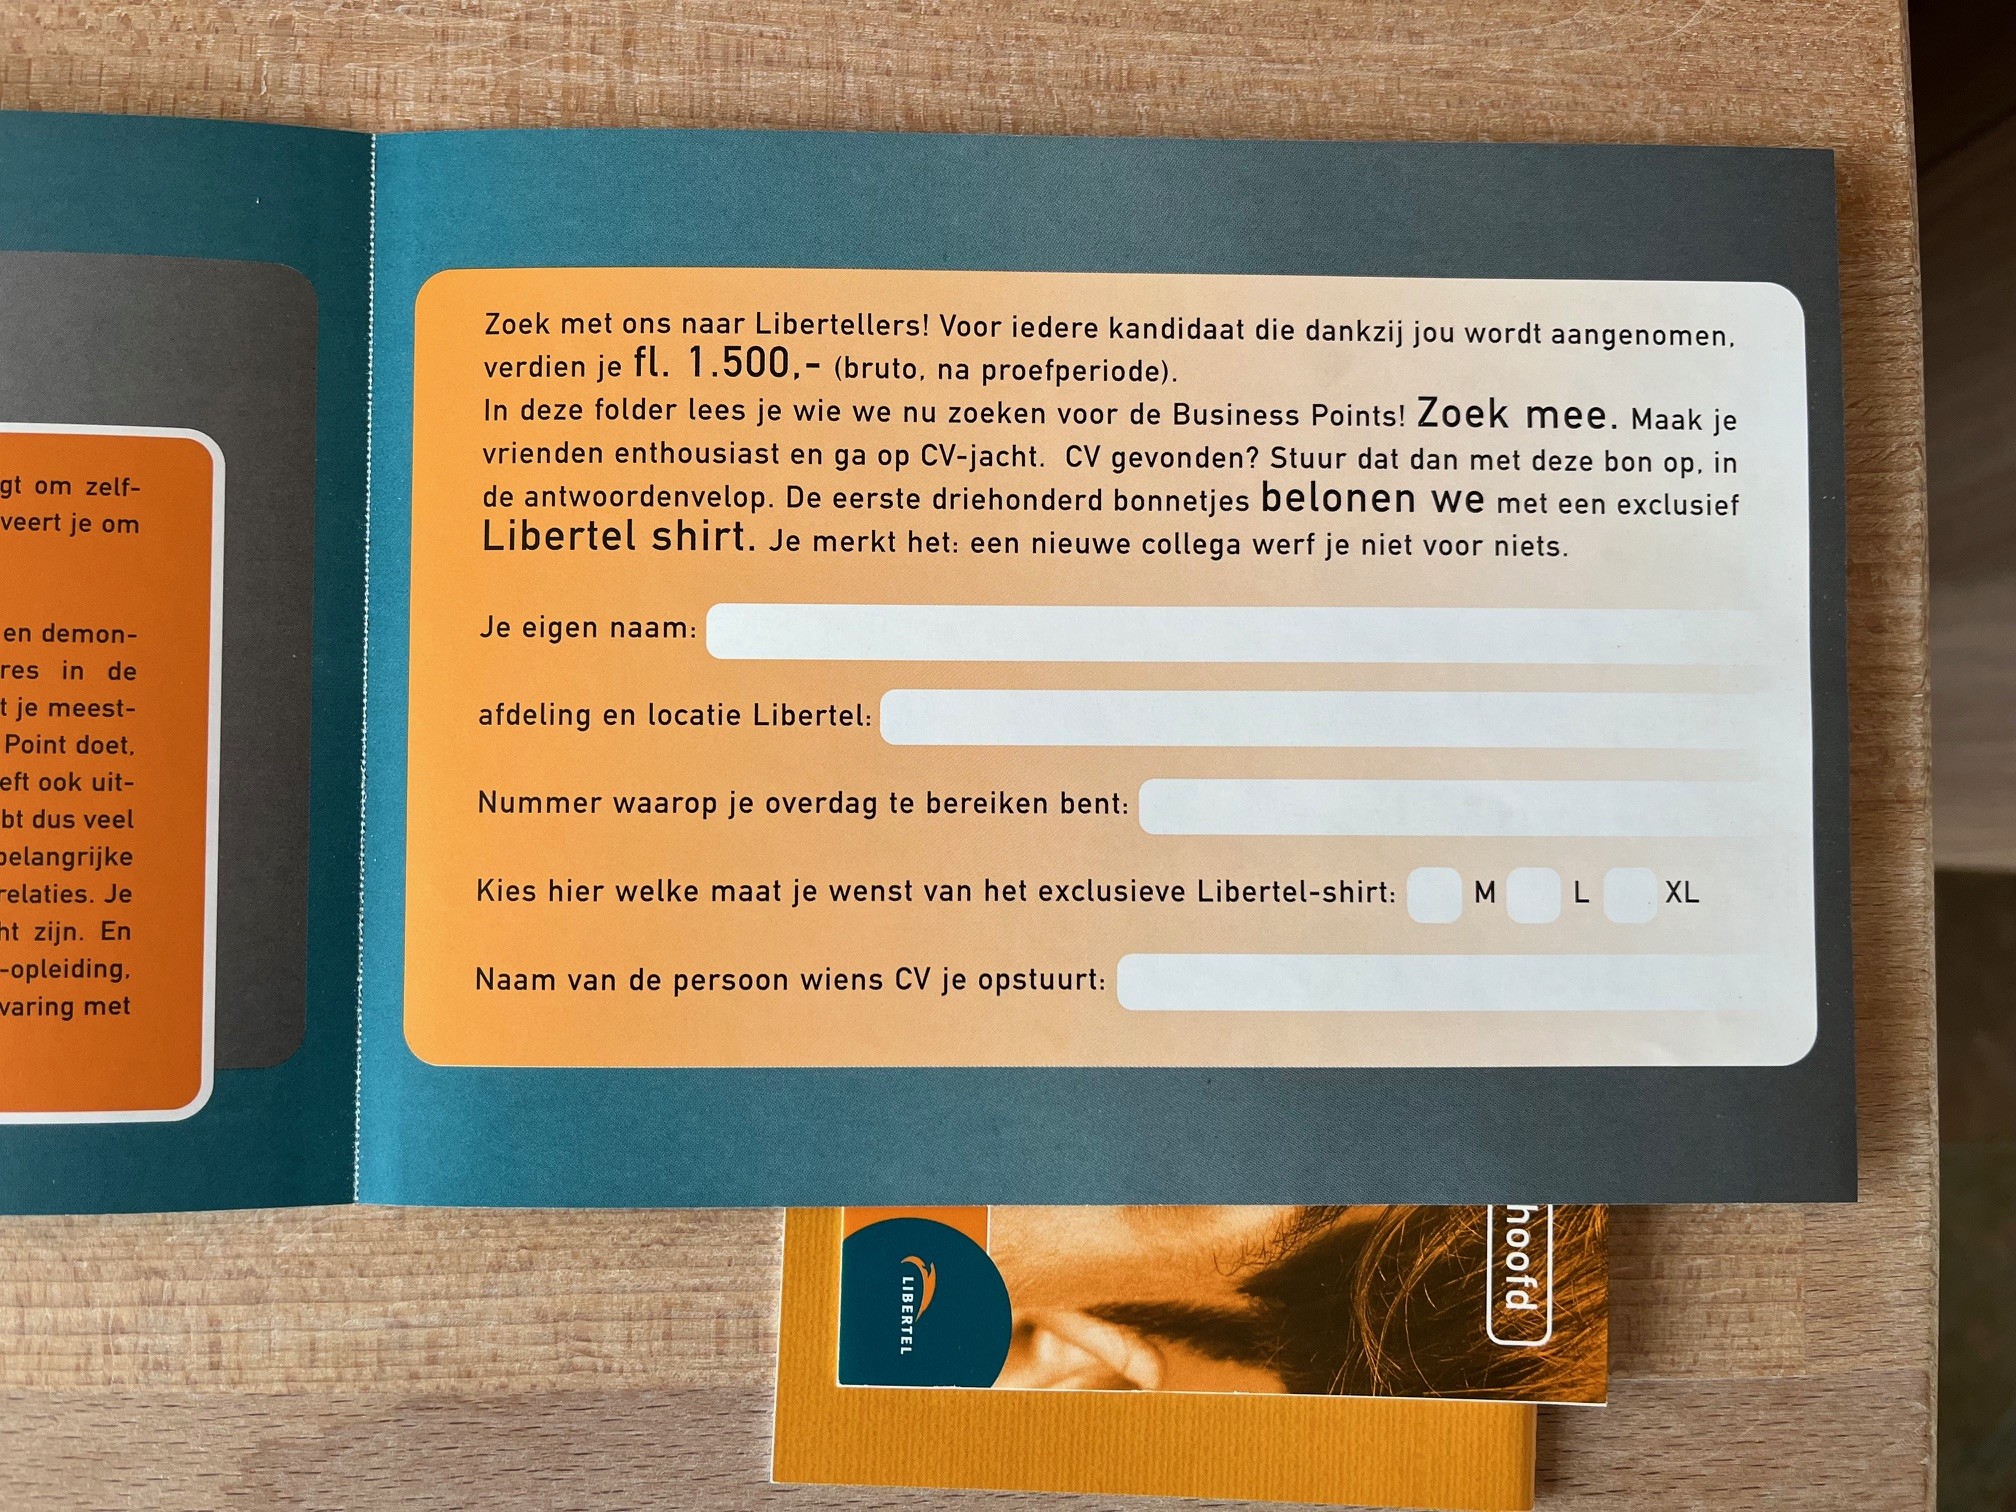 gt om zelf-
veert je om
en demon-
res in de
t je meest-
Point doet,
eft ook uit-
bt dus veel
belangrijke
relaties. Je
ht zijn. En
-opleiding,
varing met
Zoek met ons naar Libertellers! Voor iedere kandidaat die dankzij jou wordt aangenomen,
verdien je fl. 1.500,- (bruto, na proefperiode).
In deze folder lees je wie we nu zoeken voor de Business Points! Zoek mee. Maak je
vrienden enthousiast en ga op CV-jacht. CV gevonden? Stuur dat dan met deze bon op, in
de antwoordenvelop. De eerste driehonderd bonnetjes belonen we met een exclusief
Libertel shirt. Je merkt het: een nieuwe collega werf je niet voor niets.
Je eigen naam:
afdeling en locatie Libertel:
Nummer waarop je overdag te bereiken bent:
Kies hier welke maat je wenst van het exclusieve Libertel-shirt: M L XL
Naam van de persoon wiens CV je opstuurt:
LIBERTEL
hoofd